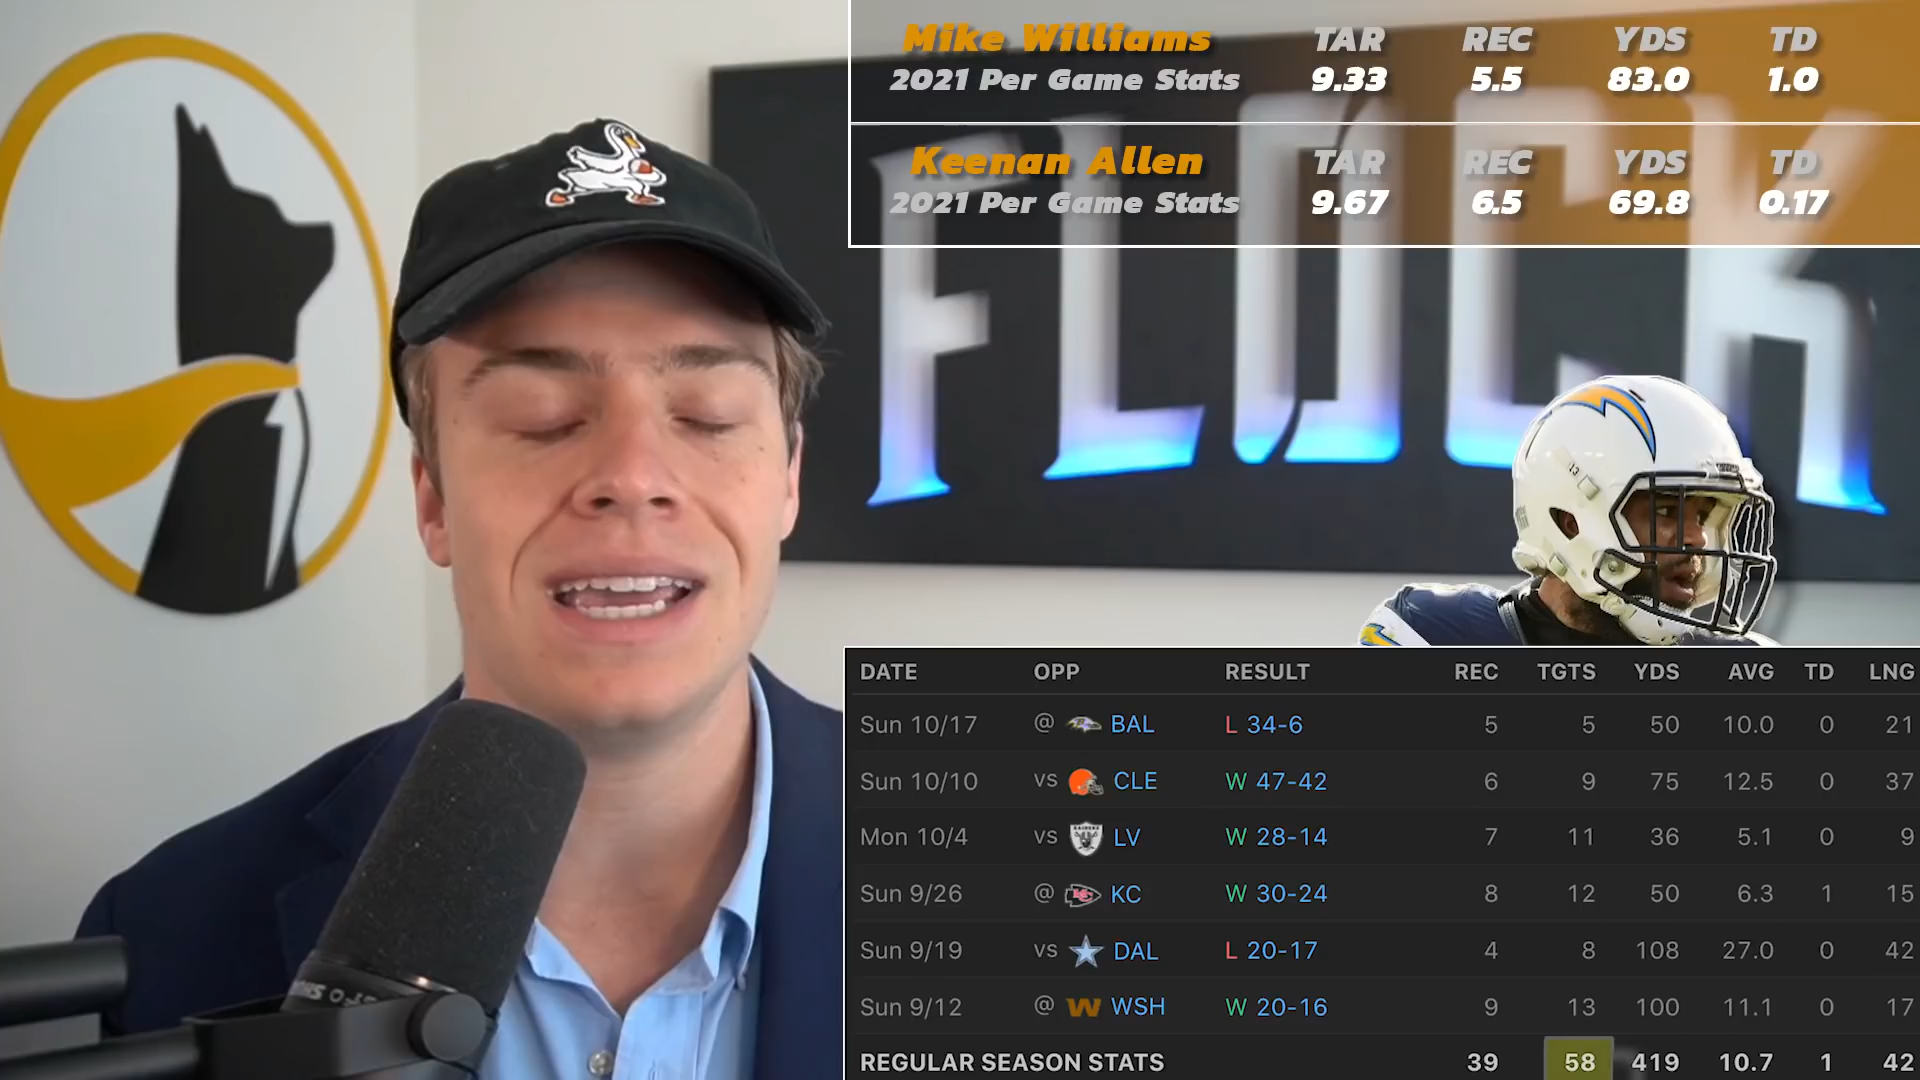 Mike Williams TAR REC YDS TD
2021 Per Game Stats 9.33 5.5 83.0 1.0
Keenan Allen TAR REC YDS TD
2021 Per Game Stats 9.67 6.5 69.8 0.17
FLOCK
13
DATE OPP RESULT REC TGTS YDS AVG TD LNG
Sun 10/17 @ BAL L 34-6 5 5 50 10.0 0 21
Sun 10/10 vs CLE W 47-42 6 9 75 12.5 0 37
Mon 10/4 vs LV W 28-14 7 11 36 5.1 0 9
Sun 9/26 @ KC W 30-24 8 12 50 6.3 1 15
Sun 9/19 vs DAL L 20-17 4 8 108 27.0 0 42
Sun 9/12 @ WSH W 20-16 9 13 100 11.1 0 17
REGULAR SEASON STATS 39 58 419 10.7 1 42